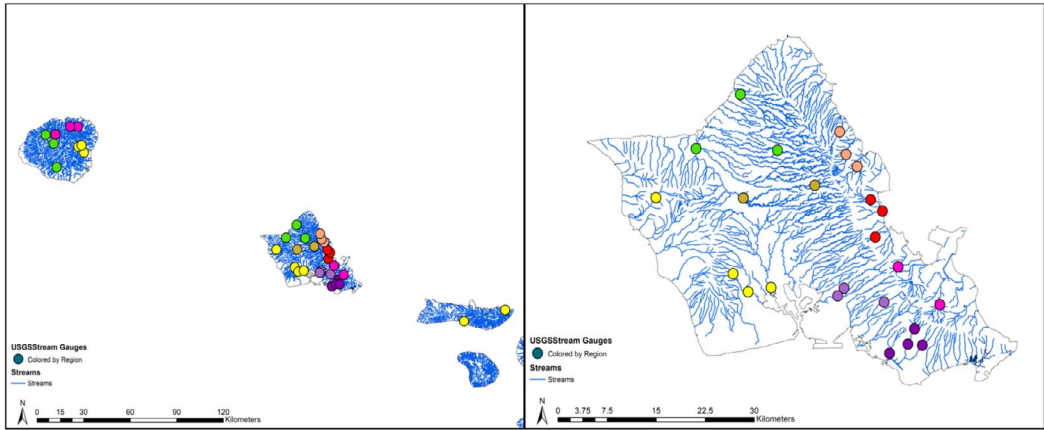 USGSStream Gauges
Colored by Region
Streams
Streams
N
0 15 30 60 90 120
Kilometers
USGSStream Gauges
Colored by Region
Streams
Streams
N
0 3.75 7.5 15 22.5 30
Kilometers